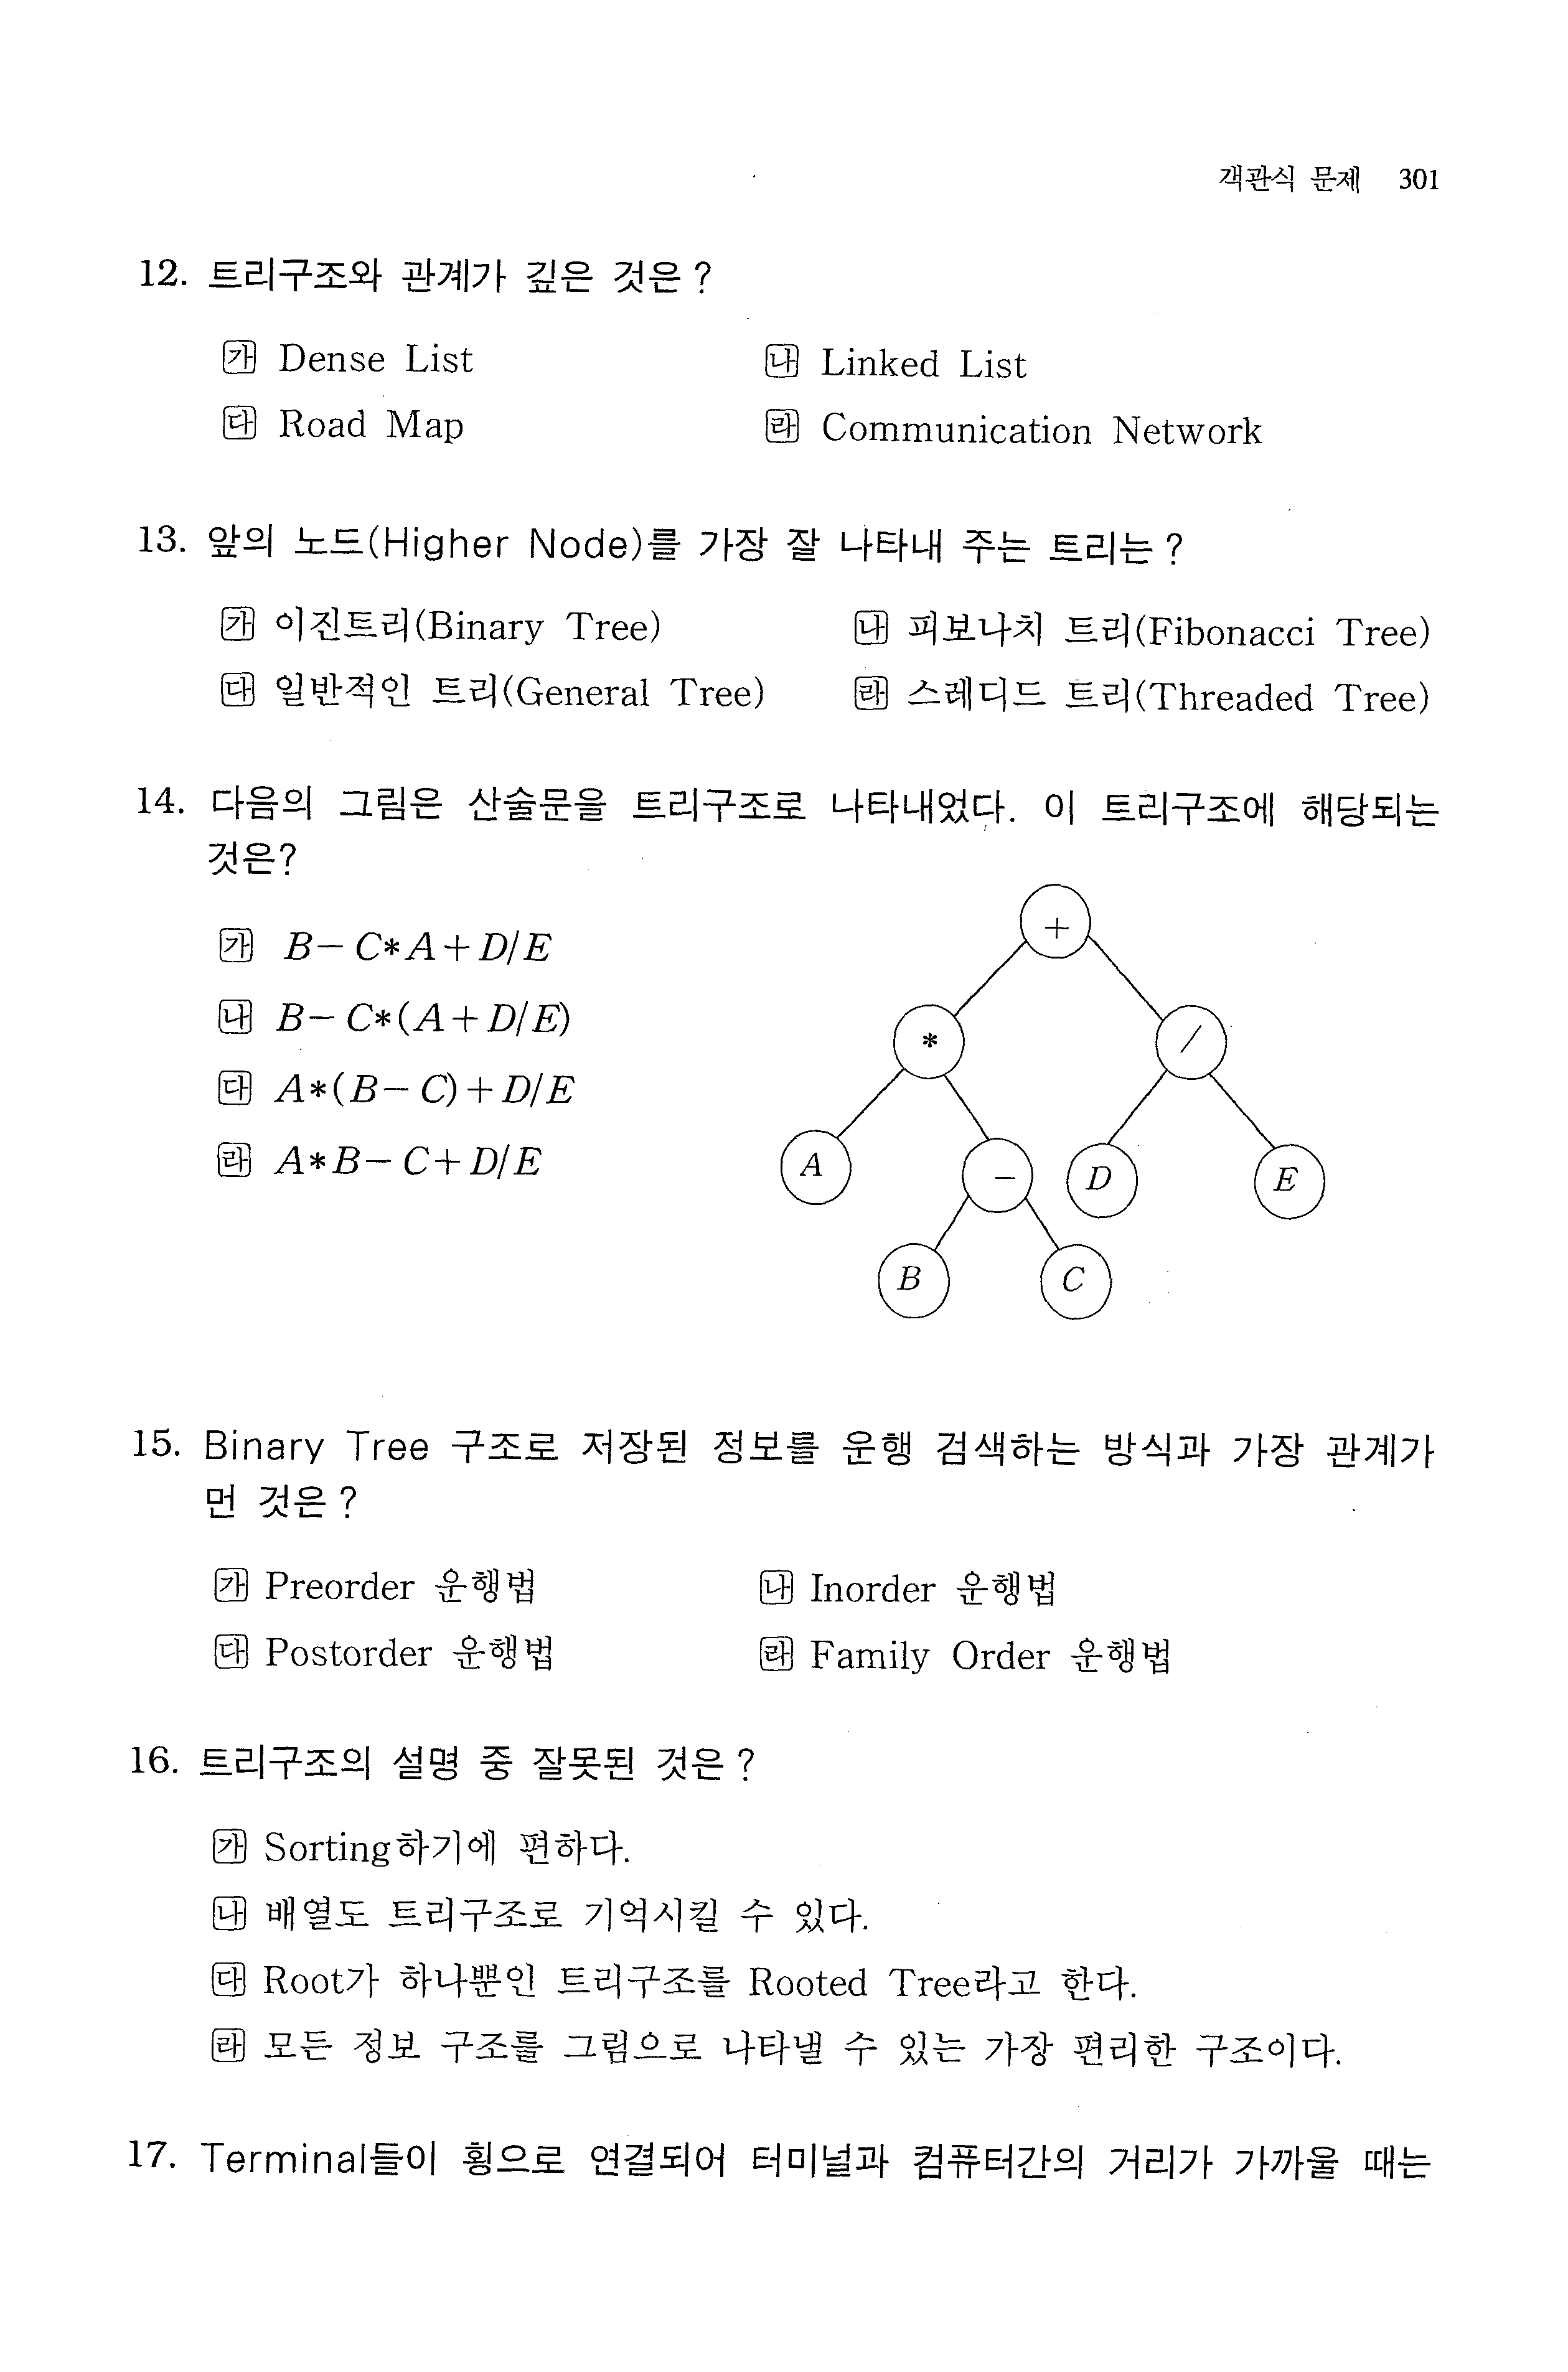 객관식 문제 301
12. 트리구조와 관계가 깊은 것은?
㉮ Dense List ㉯ Linked List
㉰ Road Map ㉱ Communication Network
13. 앞의 노드(Higher Node)를 가장 잘 나타내 주는 트리는?
㉮ 이진트리(Binary Tree) ㉯ 피보나치 트리(Fibonacci Tree)
㉰ 일반적인 트리(General Tree) ㉱ 스레디드 트리(Threaded Tree)
14. 다음의 그림은 산술문을 트리구조로 나타내었다. 이 트리구조에 해당되는
것은?
㉮ B-C*A+D/E
㉯ B-C*(A+D/E)
㉰ A*(B-C)+D/E
㉱ A*B-C+D/E
+
* /
A - D E
B C
15. Binary Tree 구조로 저장된 정보를 운행 검색하는 방식과 가장 관계가
먼 것은?
㉮ Preorder 운행법 ㉯ Inorder 운행법
㉰ Postorder 운행법 ㉱ Family Order 운행법
16. 트리구조의 설명 중 잘못된 것은?
㉮ Sorting하기에 편하다.
㉯ 배열도 트리구조로 기억시킬 수 있다.
㉰ Root가 하나뿐인 트리구조를 Rooted Tree라고 한다.
㉱ 모든 정보 구조를 그림으로 나타낼 수 있는 가장 편리한 구조이다.
17. Terminal들이 횡으로 연결되어 터미널과 컴퓨터간의 거리가 가까울 때는